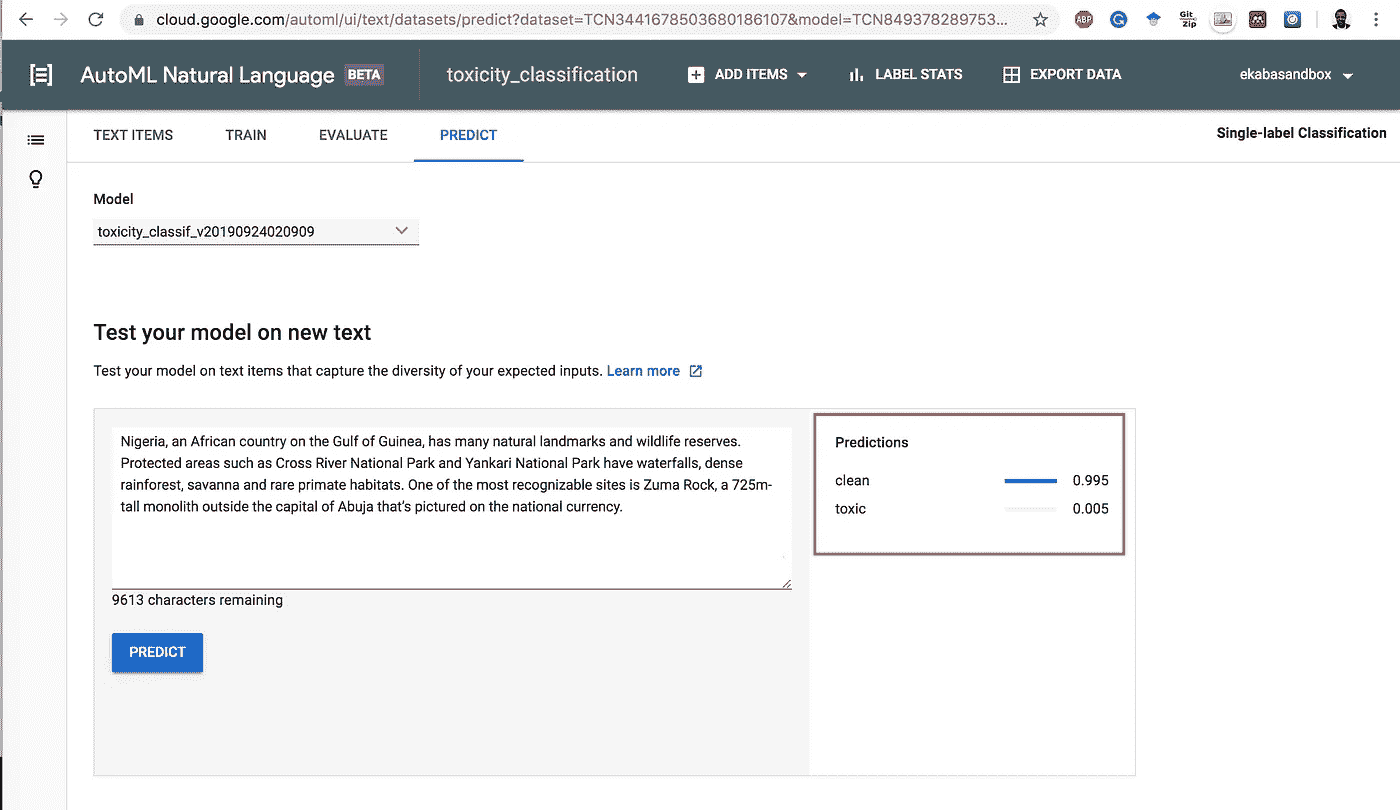 cloud.google.com/automl/ui/text/datasets/predict?dataset=TCN3441678503680186107&model=TCN849378289753...
ABP
Git Zip
AutoML Natural Language BETA
toxicity_classification
ADD ITEMS
LABEL STATS
EXPORT DATA
ekabasandbox
TEXT ITEMS
TRAIN
EVALUATE
PREDICT
Single-label Classification
Model
toxicity_classif_v20190924020909
Test your model on new text
Test your model on text items that capture the diversity of your expected inputs. Learn more
Nigeria, an African country on the Gulf of Guinea, has many natural landmarks and wildlife reserves.
Protected areas such as Cross River National Park and Yankari National Park have waterfalls, dense
rainforest, savanna and rare primate habitats. One of the most recognizable sites is Zuma Rock, a 725m-
tall monolith outside the capital of Abuja that's pictured on the national currency.
9613 characters remaining
PREDICT
Predictions
clean 0.995
toxic 0.005